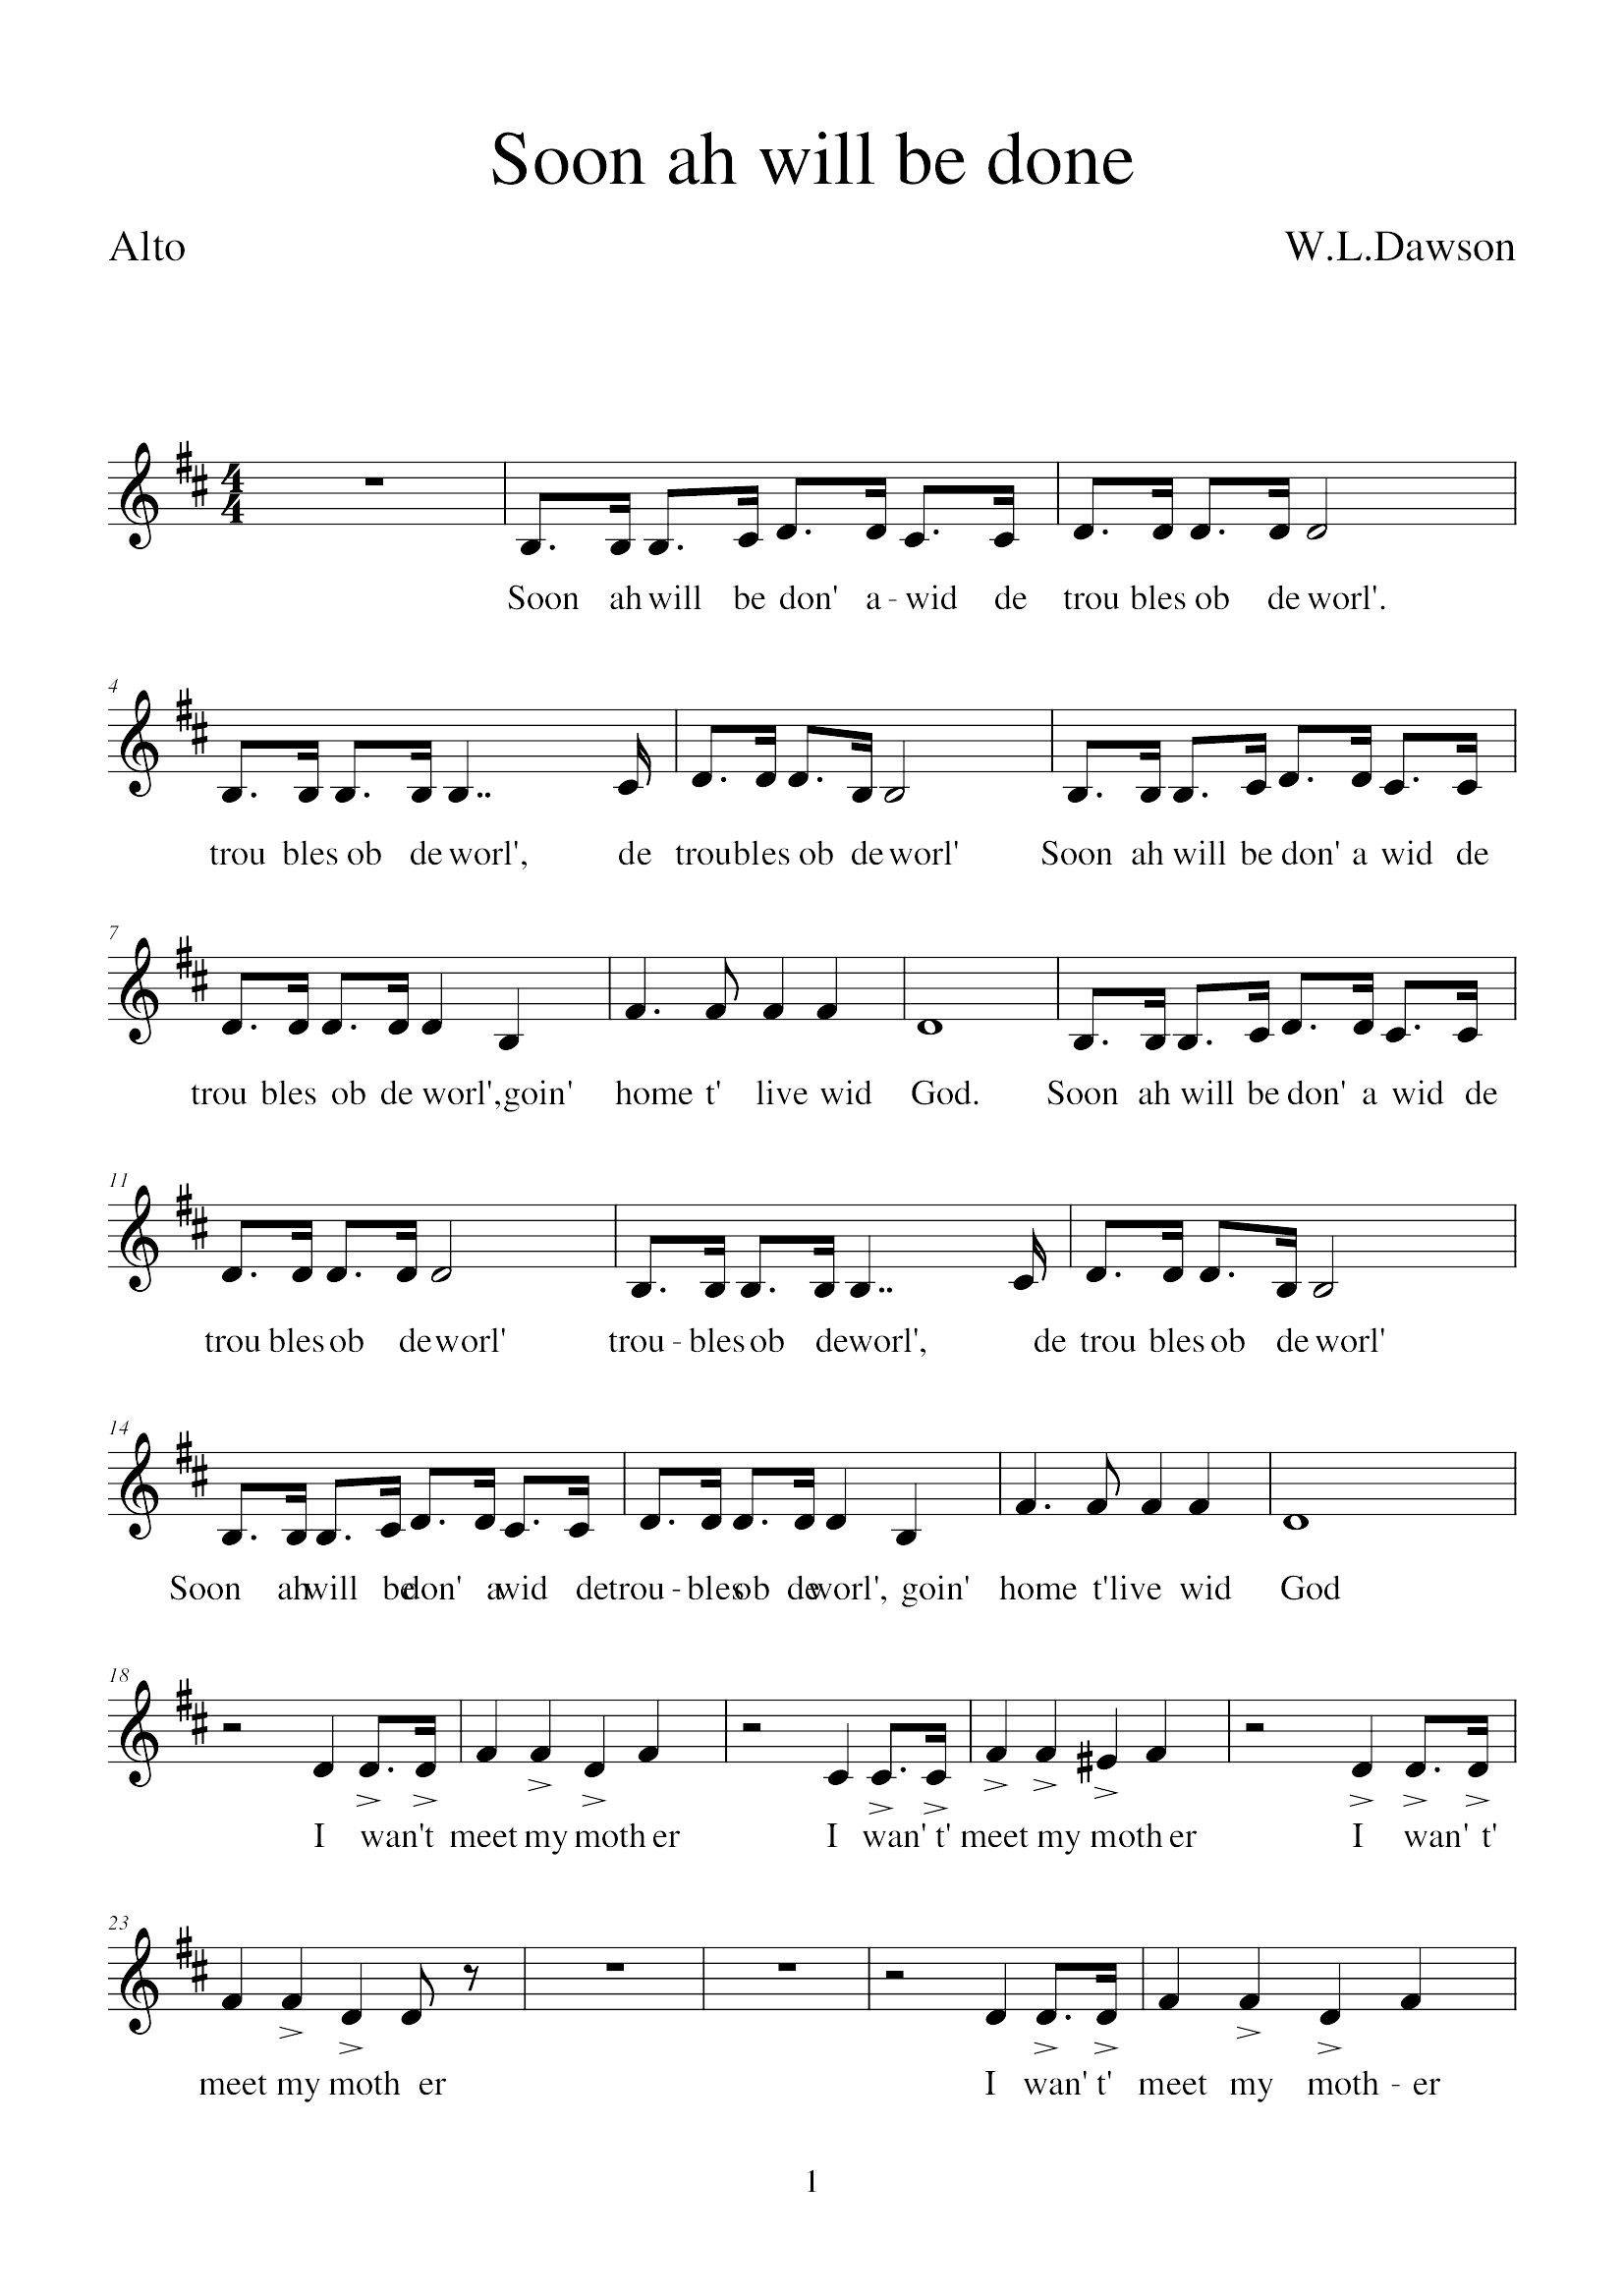 Soon ah will be done
Alto W.L.Dawson
4
4
Soon ah will be don' a - wid de trou bles ob de worl'.
4
trou bles ob de worl', de troubles ob de worl' Soon ah will be don' a wid de
7
trou bles ob de worl', goin' home t' live wid God. Soon ah will be don' a wid de
11
trou bles ob de worl' trou - bles ob de worl', de trou bles ob de worl'
14
Soon ah will be don' a wid de trou - bles ob de worl', goin' home t' live wid God
18
I wan't meet my moth er I wan' t' meet my moth er I wan' t'
23
meet my moth er I wan' t' meet my moth - er
1